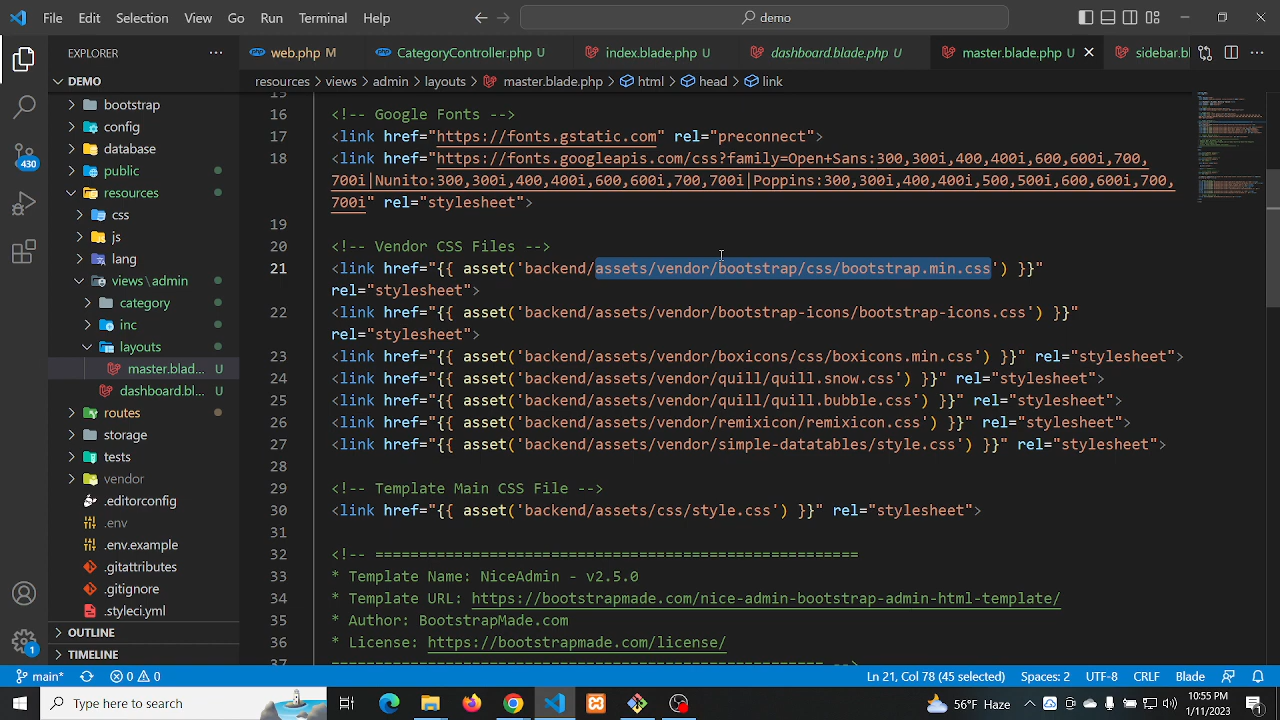 File Edit Selection View Go Run Terminal Help
demo
EXPLORER
web.php M
CategoryController.php U
index.blade.php U
dashboard.blade.php U
master.blade.php U
sidebar.bl
DEMO
resources > views > admin > layouts > master.blade.php > html > head > link
bootstrap
config
database
public
resources
css
js
lang
views \ admin
category
inc
layouts
master.blad... U
dashboard.bl... U
routes
storage
tests
vendor
.editorconfig
.env
.env.example
.gitattributes
.gitignore
.styleci.yml
OUTLINE
TIMELINE
430
1
15
16 <!-- Google Fonts -->
17 <link href="https://fonts.gstatic.com" rel="preconnect">
18 <link href="https://fonts.googleapis.com/css?family=Open+Sans:300,300i,400,400i,600,600i,700,
700i|Nunito:300,300i,400,400i,600,600i,700,700i|Poppins:300,300i,400,400i,500,500i,600,600i,700,
700i" rel="stylesheet">
19
20 <!-- Vendor CSS Files -->
21 <link href="{{ asset('backend/assets/vendor/bootstrap/css/bootstrap.min.css') }}"
rel="stylesheet">
22 <link href="{{ asset('backend/assets/vendor/bootstrap-icons/bootstrap-icons.css') }}"
rel="stylesheet">
23 <link href="{{ asset('backend/assets/vendor/boxicons/css/boxicons.min.css') }}" rel="stylesheet">
24 <link href="{{ asset('backend/assets/vendor/quill/quill.snow.css') }}" rel="stylesheet">
25 <link href="{{ asset('backend/assets/vendor/quill/quill.bubble.css') }}" rel="stylesheet">
26 <link href="{{ asset('backend/assets/vendor/remixicon/remixicon.css') }}" rel="stylesheet">
27 <link href="{{ asset('backend/assets/vendor/simple-datatables/style.css') }}" rel="stylesheet">
28
29 <!-- Template Main CSS File -->
30 <link href="{{ asset('backend/assets/css/style.css') }}" rel="stylesheet">
31
32 <!-- =======================================================
33 * Template Name: NiceAdmin - v2.5.0
34 * Template URL: https://bootstrapmade.com/nice-admin-bootstrap-admin-html-template/
35 * Author: BootstrapMade.com
36 * License: https://bootstrapmade.com/license/
37 ======================================================== -->
main* 0 0 Ln 21, Col 78 (45 selected) Spaces: 2 UTF-8 CRLF Blade
Type here to search
56°F Haze
10:55 PM
1/11/2023